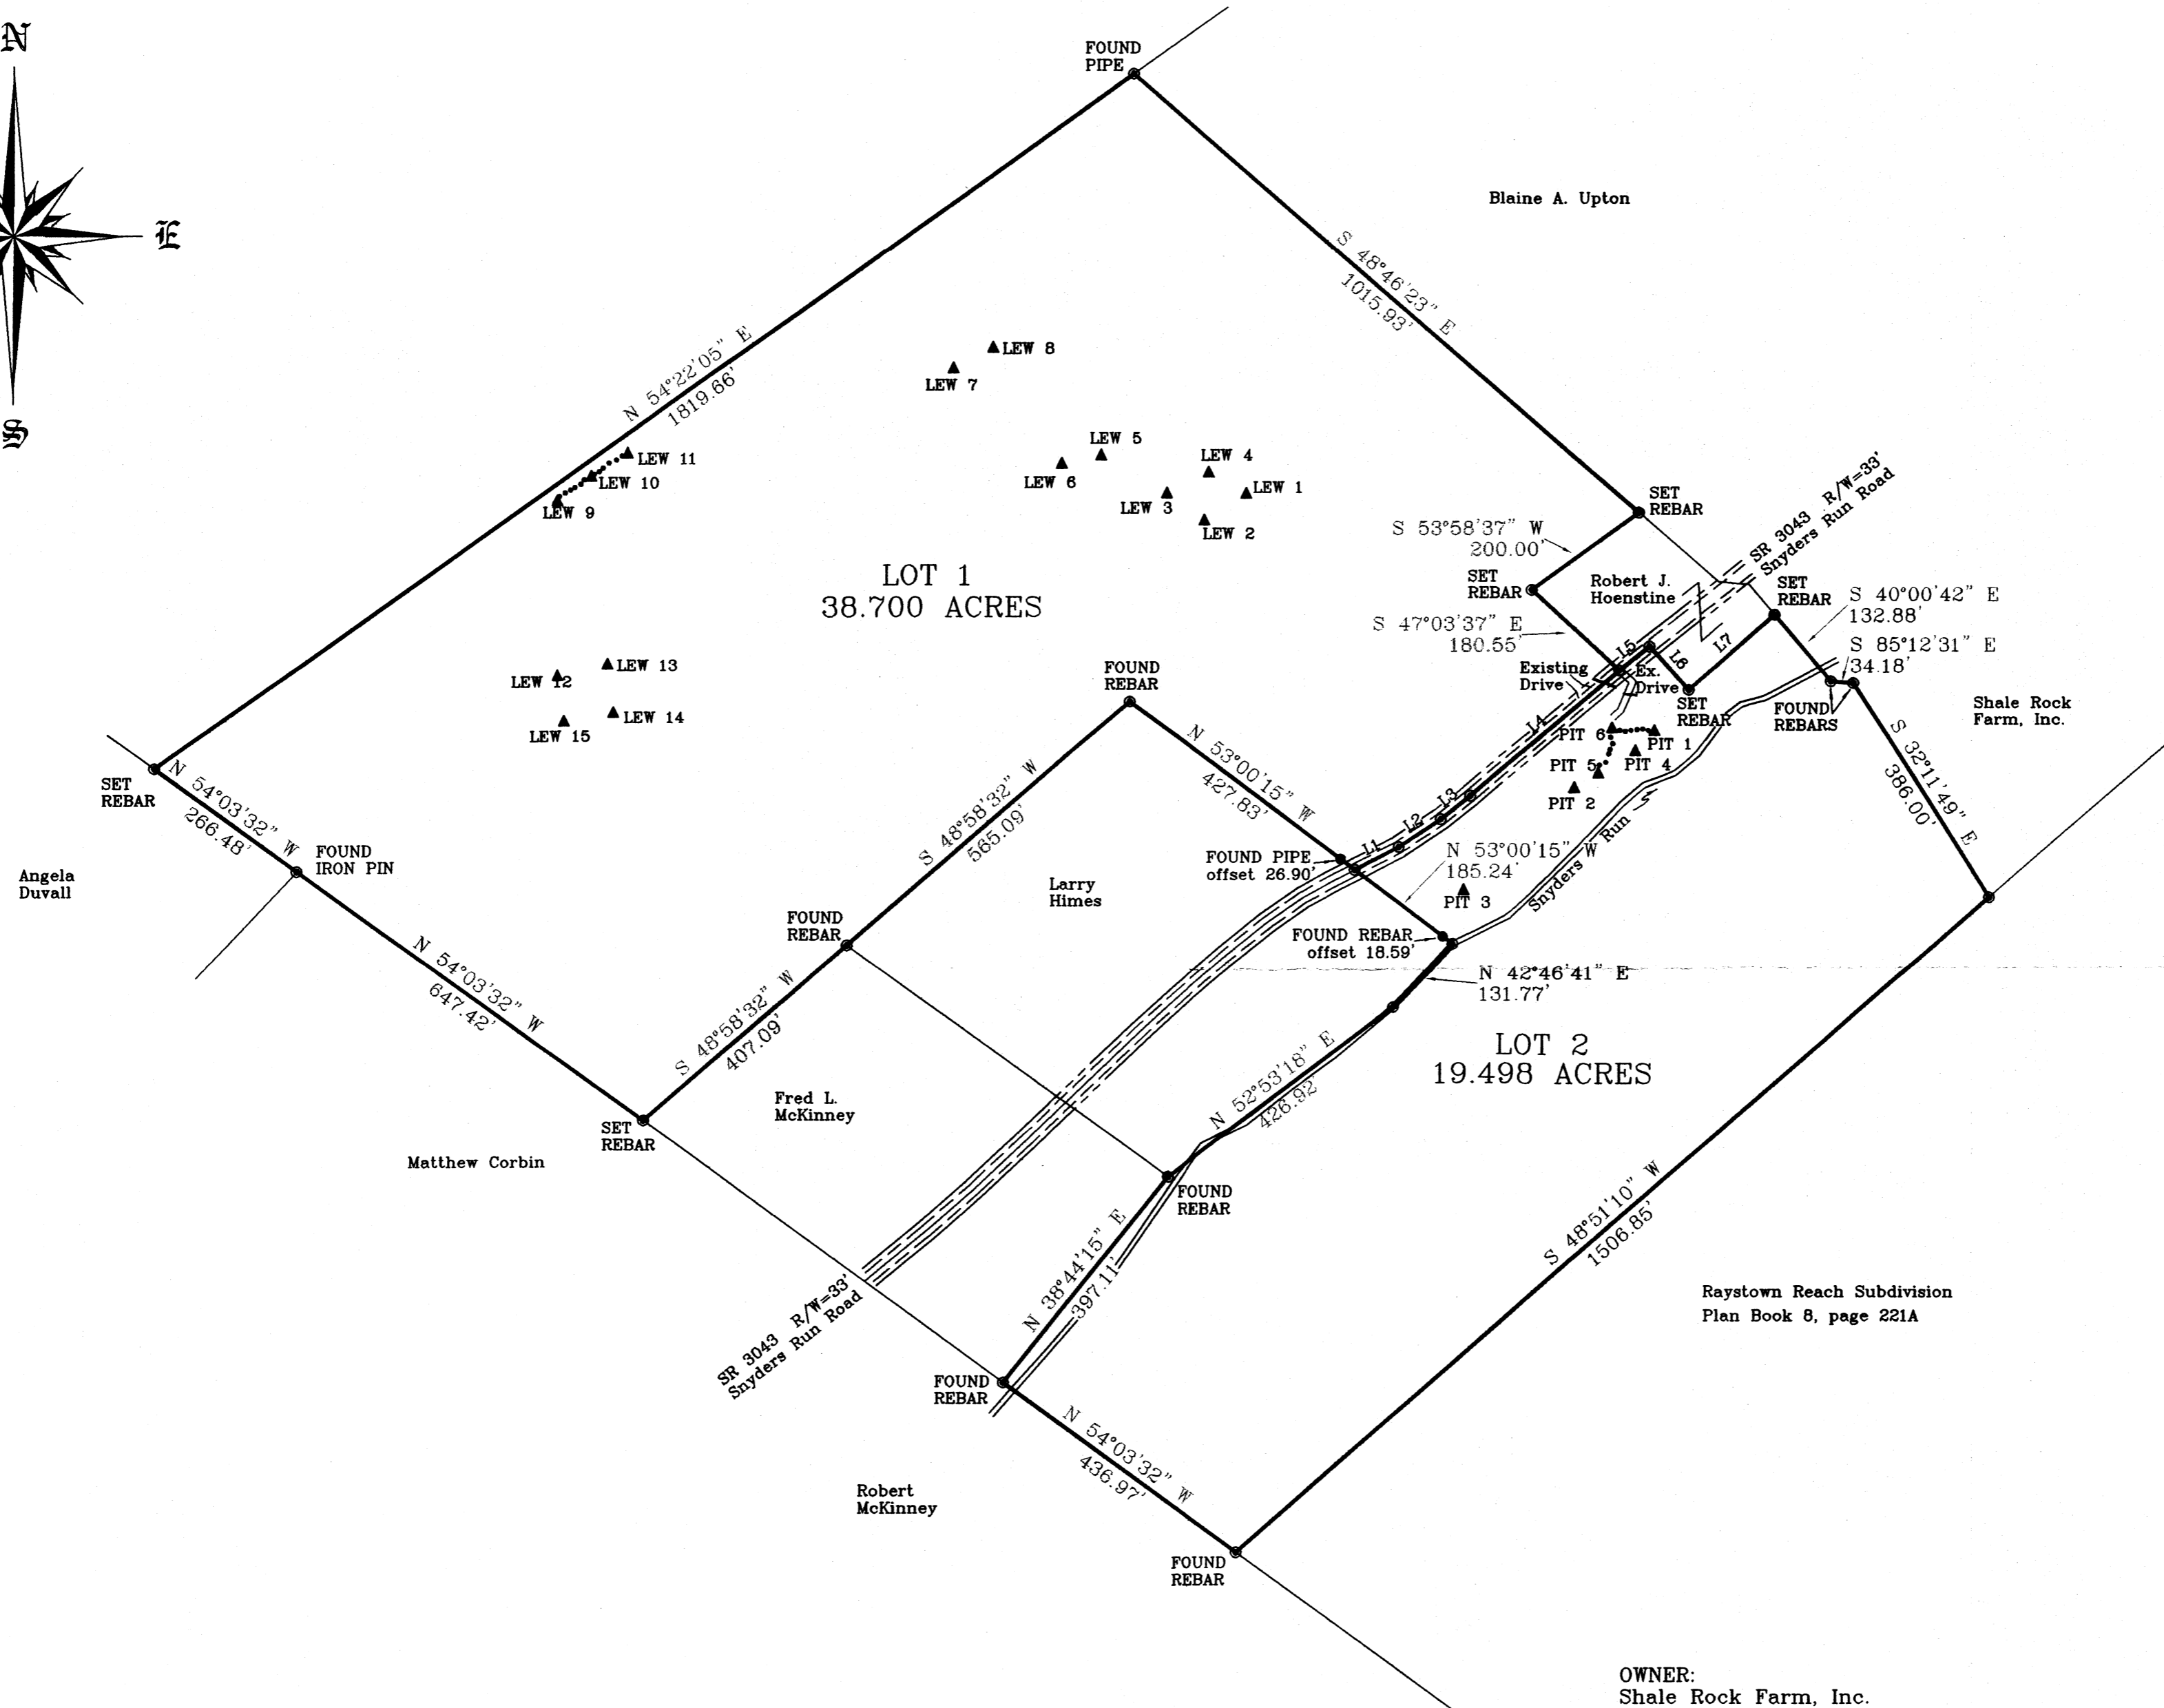 N
E
S
FOUND
PIPE
Blaine A. Upton
S 48°46'23" E
1015.93'
N 54°22'05" E
1819.66'
LEW 8
LEW 7
LEW 5
LEW 4
LEW 6
LEW 3
LEW 1
LEW 2
LEW 11
LEW 10
LEW 9
LOT 1
38.700 ACRES
SET
REBAR
SR 3043 R/W=33'
Snyders Run Road
S 53°58'37" W
200.00'
SET
REBAR
Robert J.
Hoenstine
SET
REBAR
S 40°00'42" E
132.88'
S 47°03'37" E
180.55'
S 85°12'31" E
34.18'
L5
L6
L7
Existing
Drive
Ex.
Drive
SET
REBAR
FOUND
REBARS
Shale Rock
Farm, Inc.
LEW 13
LEW 12
LEW 14
LEW 15
FOUND
REBAR
PIT 6
PIT 1
PIT 5
PIT 4
PIT 2
L4
L3
L2
L1
S 32°11'49" E
386.00'
SET
REBAR
N 54°03'32" W
266.48'
FOUND
IRON PIN
Angela
Duvall
N 53°00'15" W
427.83'
S 48°58'32" W
565.09'
FOUND PIPE
offset 26.90'
N 53°00'15" W
185.24'
PIT 3
Snyders Run
Larry
Himes
FOUND
REBAR
FOUND REBAR
offset 18.59'
N 42°46'41" E
131.77'
N 54°03'32" W
647.42'
S 48°58'32" W
407.09'
LOT 2
19.498 ACRES
Fred L.
McKinney
SET
REBAR
Matthew Corbin
N 52°53'18" E
426.92'
FOUND
REBAR
N 38°44'15" E
397.11'
S 48°51'10" W
1506.85'
SR 3043 R/W=33'
Snyders Run Road
Raystown Reach Subdivision
Plan Book 8, page 221A
FOUND
REBAR
N 54°03'32" W
436.97'
Robert
McKinney
FOUND
REBAR
OWNER:
Shale Rock Farm, Inc.